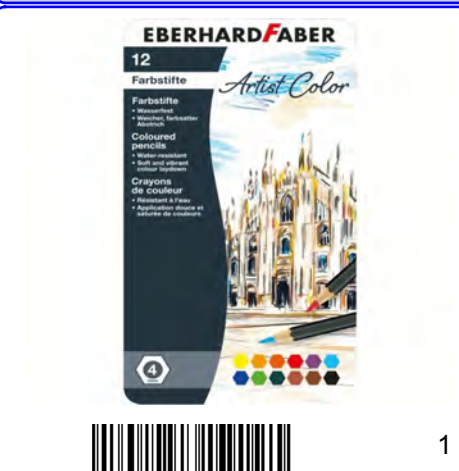 EBERHARDFABER
12
Farbstifte
Artist Color
Farbstifte
• Wasserfest
• Weicher, farbsatter
Abstrich
Coloured
pencils
• Water-resistant
• Soft and vibrant
colour laydown
Crayons
de couleur
• Résistant à l'eau
• Application douce et
saturée de couleurs
4
1